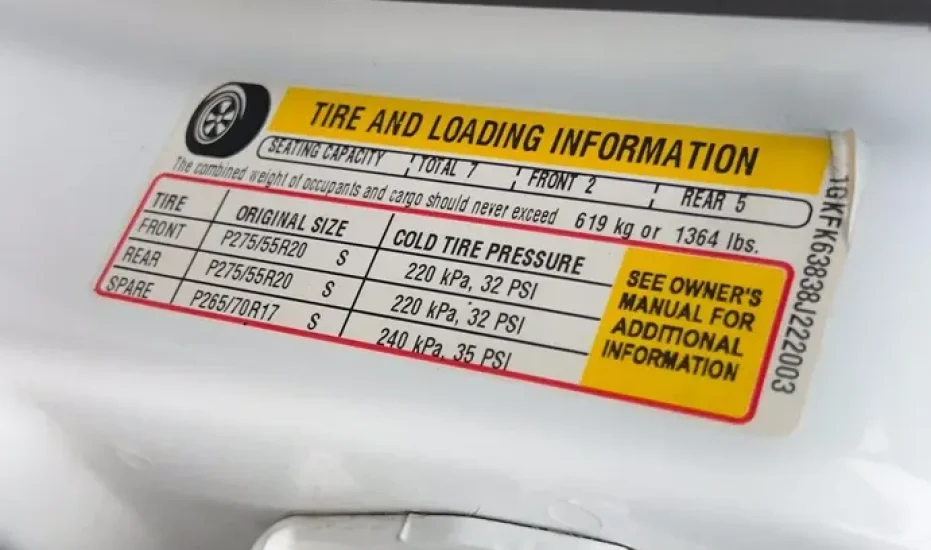 TIRE AND LOADING INFORMATION
SEATING CAPACITY TOTAL 7 FRONT 2 REAR 5
The combined weight of occupants and cargo should never exceed 619 kg or 1364 lbs.
TIRE ORIGINAL SIZE COLD TIRE PRESSURE
FRONT P275/55R20 S 220 kPa, 32 PSI
REAR P275/55R20 S 220 kPa, 32 PSI
SPARE P265/70R17 S 240 kPa, 35 PSI
SEE OWNER'S
MANUAL FOR
ADDITIONAL
INFORMATION
1GKFK63838J222003